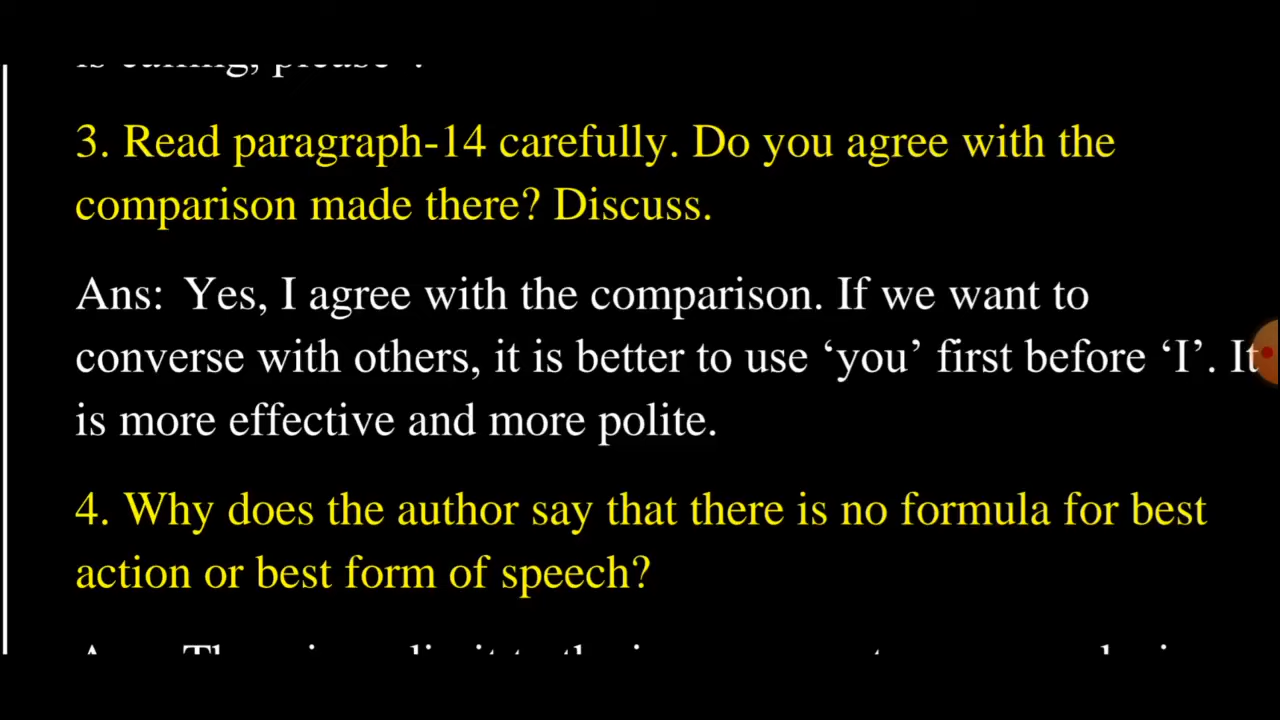 is calling, please'.
3. Read paragraph-14 carefully. Do you agree with the
comparison made there? Discuss.
Ans: Yes, I agree with the comparison. If we want to
converse with others, it is better to use ‘you’ first before ‘I’. It
is more effective and more polite.
4. Why does the author say that there is no formula for best
action or best form of speech?